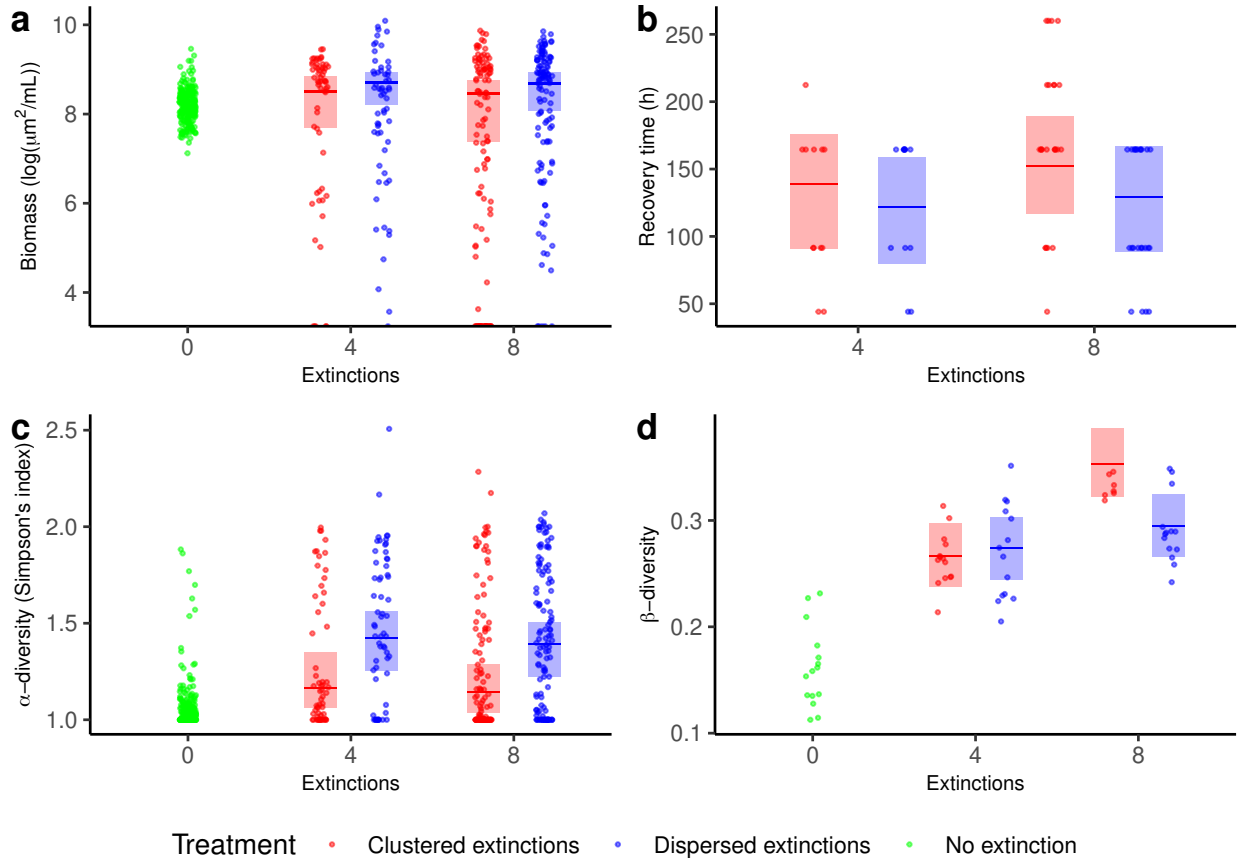 a
Biomass (log(μm²/mL))
10
8
6
4
0 4 8
Extinctions
b
Recovery time (h)
250
200
150
100
50
4 8
Extinctions
c
α−diversity (Simpson's index)
2.5
2.0
1.5
1.0
0 4 8
Extinctions
d
β−diversity
0.3
0.2
0.1
0 4 8
Extinctions
Treatment Clustered extinctions Dispersed extinctions No extinction